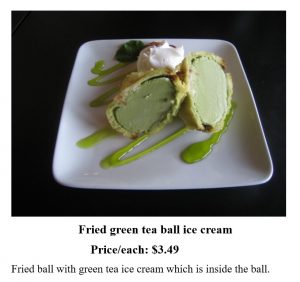 Fried green tea ball ice cream
Price/each: $3.49
Fried ball with green tea ice cream which is inside the ball.